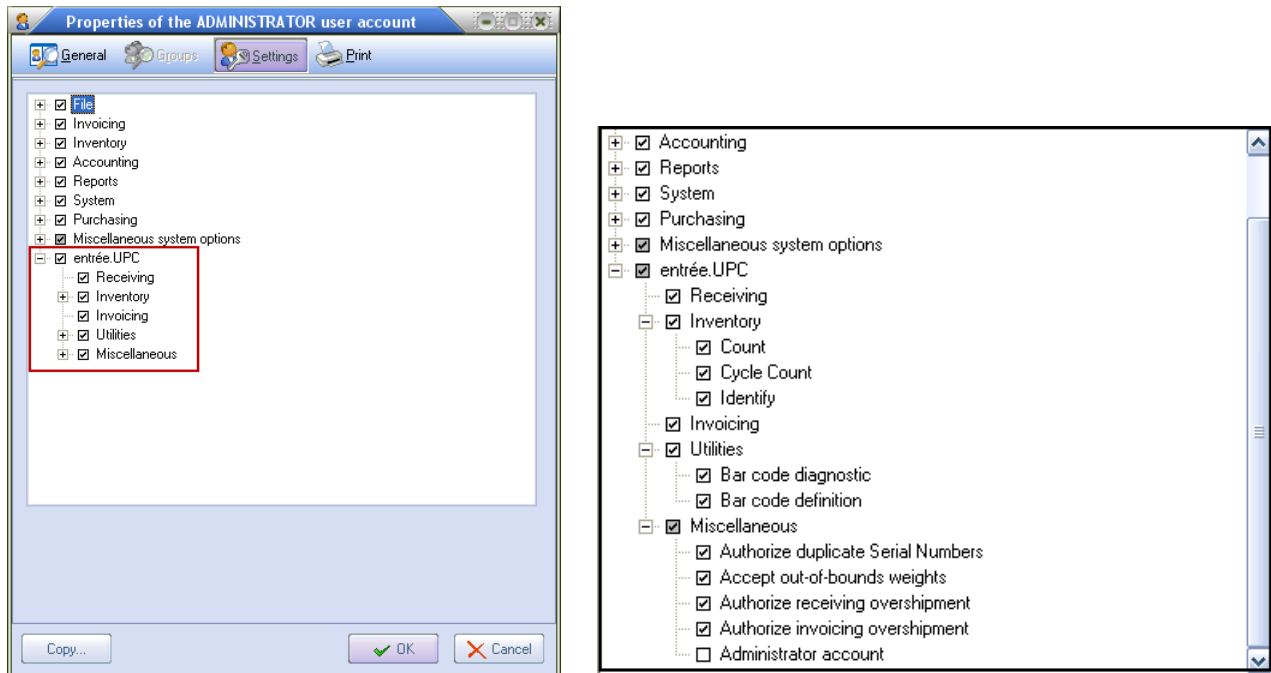 Properties of the ADMINISTRATOR user account
General Groups Settings Print
File
Invoicing
Inventory
Accounting
Reports
System
Purchasing
Miscellaneous system options
entrée.UPC
Receiving
Inventory
Invoicing
Utilities
Miscellaneous
Copy... OK Cancel
Accounting
Reports
System
Purchasing
Miscellaneous system options
entrée.UPC
Receiving
Inventory
Count
Cycle Count
Identify
Invoicing
Utilities
Bar code diagnostic
Bar code definition
Miscellaneous
Authorize duplicate Serial Numbers
Accept out-of-bounds weights
Authorize receiving overshipment
Authorize invoicing overshipment
Administrator account